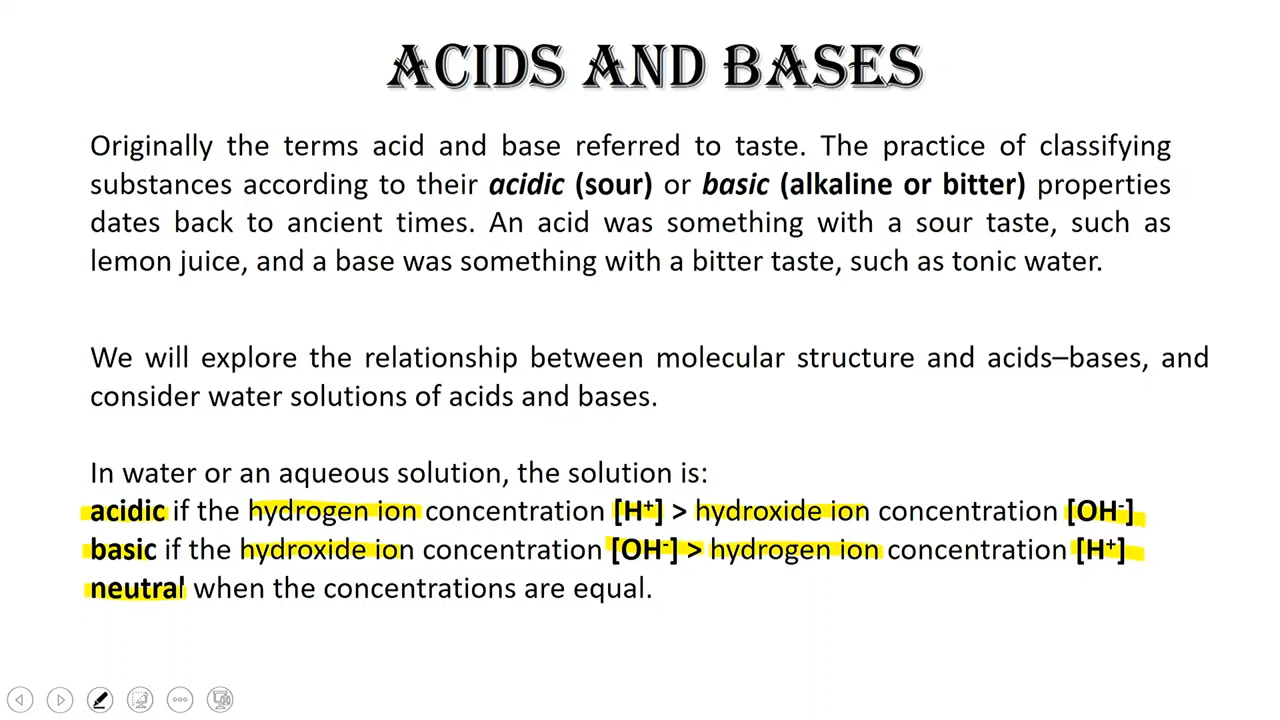 ACIDS AND BASES
Originally the terms acid and base referred to taste. The practice of classifying
substances according to their acidic (sour) or basic (alkaline or bitter) properties
dates back to ancient times. An acid was something with a sour taste, such as
lemon juice, and a base was something with a bitter taste, such as tonic water.
We will explore the relationship between molecular structure and acids–bases, and
consider water solutions of acids and bases.
In water or an aqueous solution, the solution is:
acidic if the hydrogen ion concentration [H⁺] > hydroxide ion concentration [OH⁻]
basic if the hydroxide ion concentration [OH⁻] > hydrogen ion concentration [H⁺]
neutral when the concentrations are equal.